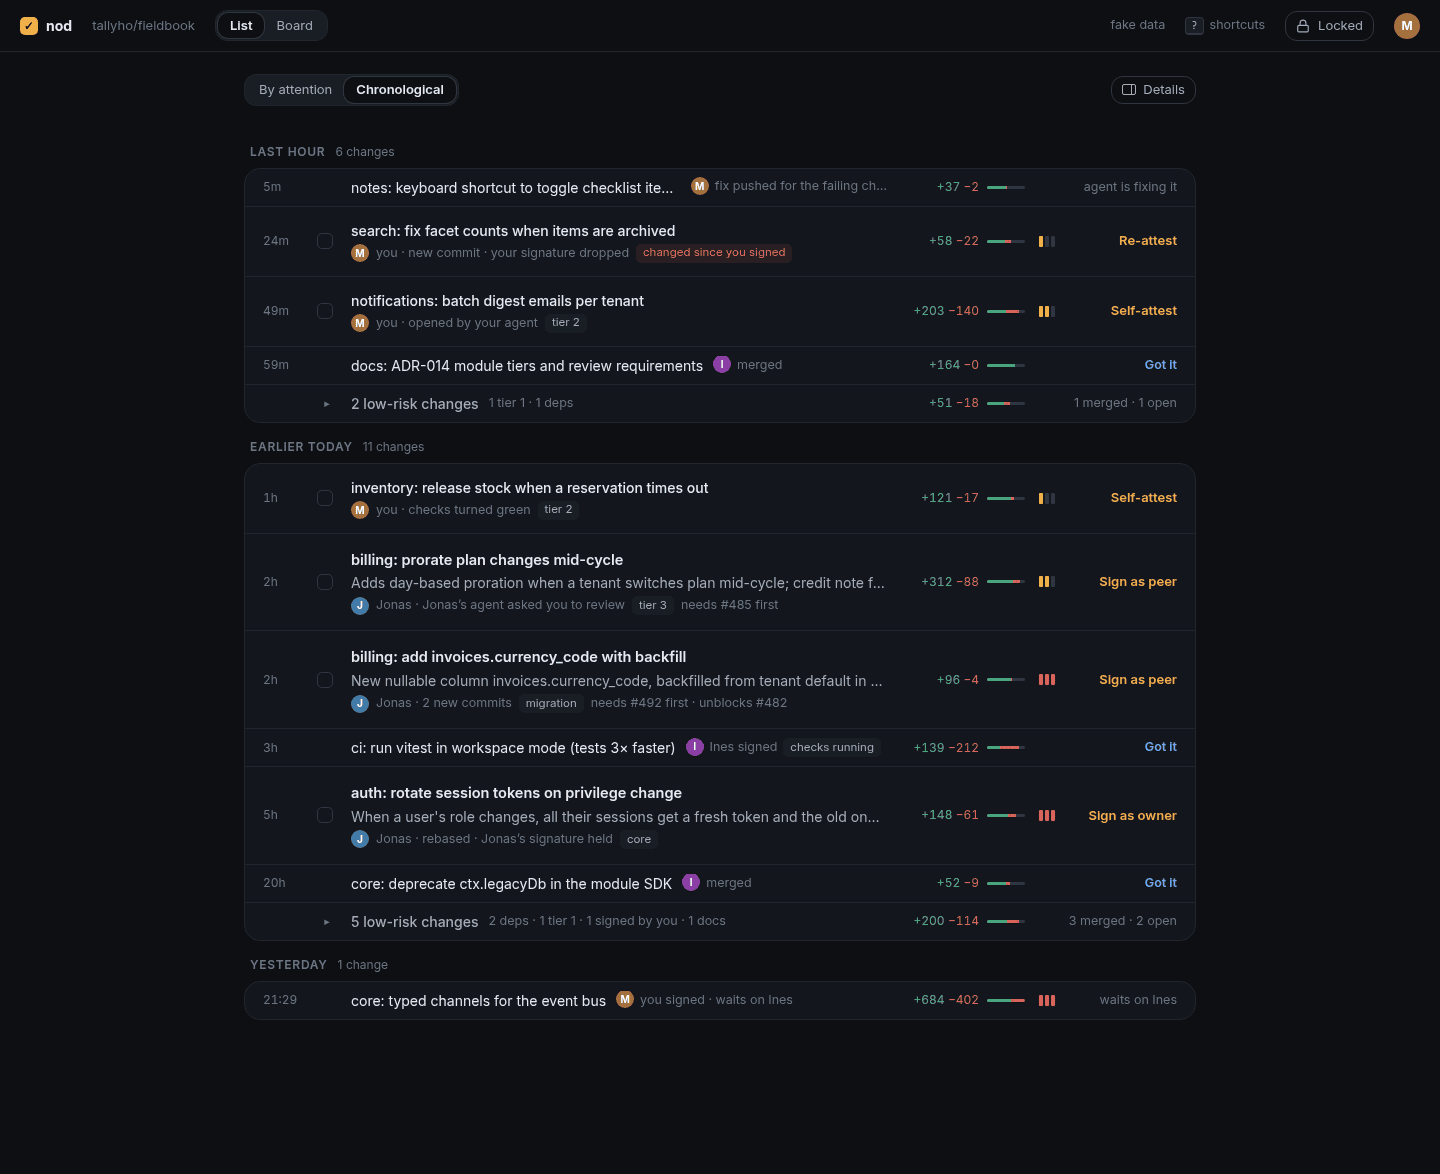 ✓ nod tallyho/fieldbook List Board fake data ? shortcuts Locked M
By attention Chronological Details
LAST HOUR 6 changes
5m notes: keyboard shortcut to toggle checklist ite... M fix pushed for the failing ch... +37 −2 agent is fixing it
search: fix facet counts when items are archived
24m M you · new commit · your signature dropped changed since you signed +58 −22 Re-attest
notifications: batch digest emails per tenant
49m M you · opened by your agent tier 2 +203 −140 Self-attest
59m docs: ADR-014 module tiers and review requirements I merged +164 −0 Got it
▸ 2 low-risk changes 1 tier 1 · 1 deps +51 −18 1 merged · 1 open
EARLIER TODAY 11 changes
inventory: release stock when a reservation times out
1h M you · checks turned green tier 2 +121 −17 Self-attest
billing: prorate plan changes mid-cycle
2h Adds day-based proration when a tenant switches plan mid-cycle; credit note f... +312 −88 Sign as peer
J Jonas · Jonas’s agent asked you to review tier 3 needs #485 first
billing: add invoices.currency_code with backfill
2h New nullable column invoices.currency_code, backfilled from tenant default in ... +96 −4 Sign as peer
J Jonas · 2 new commits migration needs #492 first · unblocks #482
3h ci: run vitest in workspace mode (tests 3× faster) I Ines signed checks running +139 −212 Got it
auth: rotate session tokens on privilege change
5h When a user's role changes, all their sessions get a fresh token and the old on... +148 −61 Sign as owner
J Jonas · rebased · Jonas’s signature held core
20h core: deprecate ctx.legacyDb in the module SDK I merged +52 −9 Got it
▸ 5 low-risk changes 2 deps · 1 tier 1 · 1 signed by you · 1 docs +200 −114 3 merged · 2 open
YESTERDAY 1 change
21:29 core: typed channels for the event bus M you signed · waits on Ines +684 −402 waits on Ines